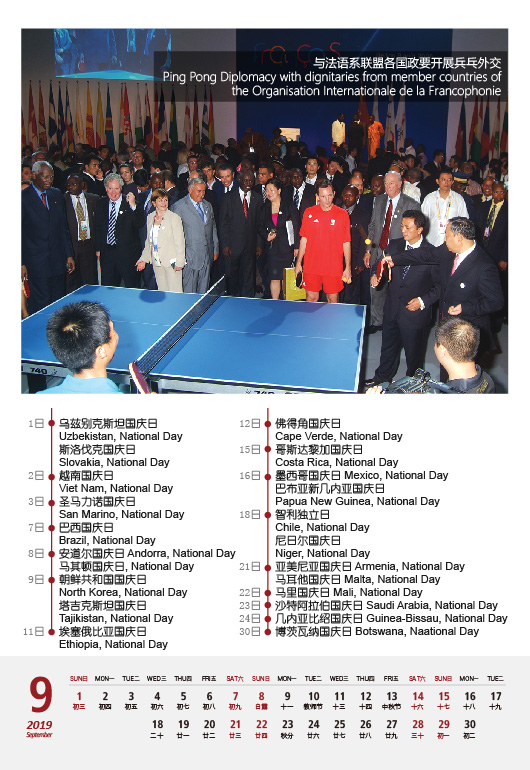 françois
与法语系联盟各国政要开展兵乓外交
Ping Pong Diplomacy with dignitaries from member countries of
the Organisation Internationale de la Francophonie
740
740
1日 乌兹别克斯坦国庆日
Uzbekistan, National Day
斯洛伐克国庆日
Slovakia, National Day
2日 越南国庆日
Viet Nam, National Day
3日 圣马力诺国庆日
San Marino, National Day
7日 巴西国庆日
Brazil, National Day
8日 安道尔国庆日 Andorra, National Day
马其顿国庆日, National Day
9日 朝鲜共和国国庆日
North Korea, National Day
塔吉克斯坦国庆日
Tajikistan, National Day
11日 埃塞俄比亚国庆日
Ethiopia, National Day
12日 佛得角国庆日
Cape Verde, National Day
15日 哥斯达黎加国庆日
Costa Rica, National Day
16日 墨西哥国庆日 Mexico, National Day
巴布亚新几内亚国庆日
Papua New Guinea, National Day
18日 智利独立日
Chile, National Day
尼日尔国庆日
Niger, National Day
21日 亚美尼亚国庆日 Armenia, National Day
马耳他国庆日 Malta, National Day
22日 马里国庆日 Mali, National Day
23日 沙特阿拉伯国庆日 Saudi Arabia, National Day
24日 几内亚比绍国庆日 Guinea-Bissau, National Day
30日 博茨瓦纳国庆日 Botswana, Naational Day
9
2019
September
SUN日 MON一 TUE二 WED三 THU四 FRI五 SAT六 SUN日 MON一 TUE二 WED三 THU四 FRI五 SAT六 SUN日 MON一 TUE二
1 2 3 4 5 6 7 8 9 10 11 12 13 14 15 16 17
初三 初四 初五 初六 初七 初八 初九 白露 十一 教师节 十三 十四 中秋节 十六 十七 十八 十九
18 19 20 21 22 23 24 25 26 27 28 29 30
二十 廿一 廿二 廿三 廿四 秋分 廿六 廿七 廿八 廿九 三十 初一 初二